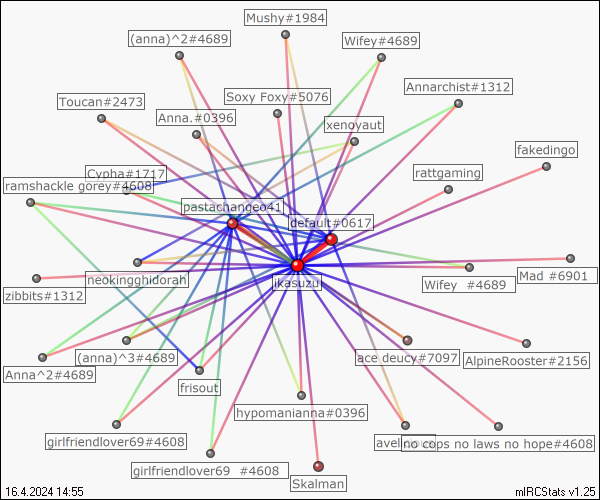 Mushy#1984
(anna)^2#4689
Wifey#4689
Annarchist#1312
Soxy Foxy#5076
Toucan#2473
Anna.#0396
xenoyaut
fakedingo
Cypha#1717
rattgaming
ramshackle gorey#4608
pastachangeo41
default#0617
neokingghidorah
ikasuzu
Wifey #4689
Mad #6901
zibbits#1312
(anna)^3#4689
ace deucy#7097
AlpineRooster#2156
Anna^2#4689
frisout
hypomanianna#0396
girlfriendlover69#4608
no cops no laws no hope#4608
girlfriendlover69 #4608
Skalman
16.4.2024 14:55
mIRCStats v1.25